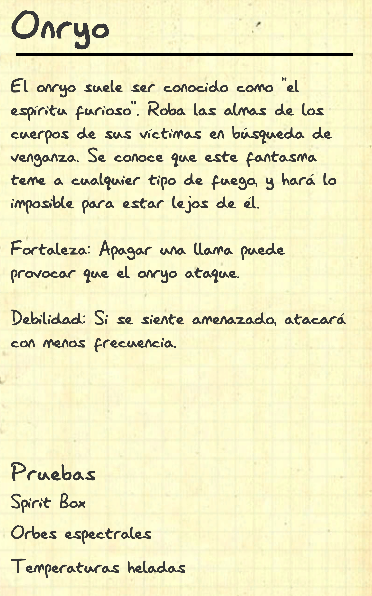 Onryo
El onryo suele ser conocido como "el
espíritu furioso". Roba las almas de los
cuerpos de sus víctimas en búsqueda de
venganza. Se conoce que este fantasma
teme a cualquier tipo de fuego, y hará lo
imposible para estar lejos de él.
Fortaleza: Apagar una llama puede
provocar que el onryo ataque.
Debilidad: Si se siente amenazado, atacará
con menos frecuencia.
Pruebas
Spirit Box
Orbes espectrales
Temperaturas heladas